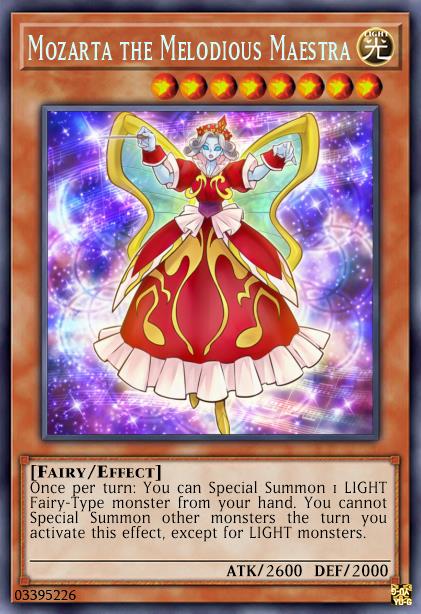 MOZARTA THE MELODIOUS MAESTRA
LIGHT
光
[FAIRY/EFFECT]
Once per turn: You can Special Summon 1 LIGHT
Fairy-Type monster from your hand. You cannot
Special Summon other monsters the turn you
activate this effect, except for LIGHT monsters.
ATK/2600 DEF/2000
03395226